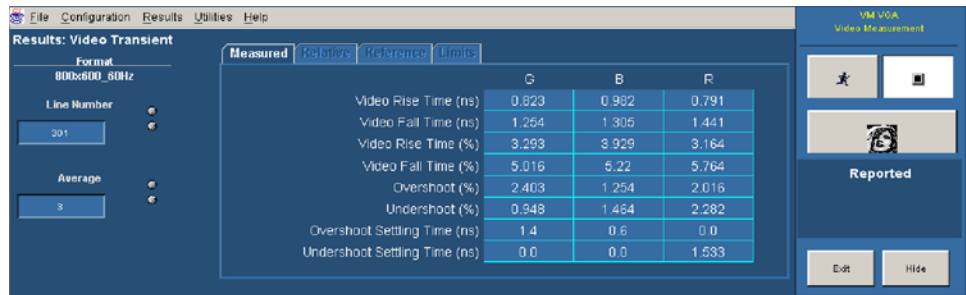 File Configuration Results Utilities Help
VM VGA
Video Measurement
Results: Video Transient
Format
800x600_60Hz
Line Number
301
Average
3
Measured Relative Reference Limits
G B R
Video Rise Time (ns) 0.823 0.982 0.791
Video Fall Time (ns) 1.254 1.305 1.441
Video Rise Time (%) 3.293 3.929 3.164
Video Fall Time (%) 5.016 5.22 5.764
Overshoot (%) 2.403 1.254 2.016
Undershoot (%) 0.948 1.464 2.282
Overshoot Settling Time (ns) 1.4 0.6 0.0
Undershoot Settling Time (ns) 0.0 0.0 1.533
Reported
Exit Hide